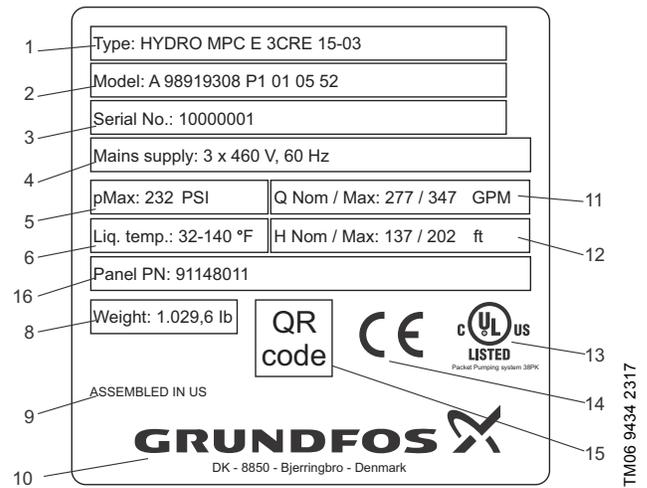 1 Type: HYDRO MPC E 3CRE 15-03
2 Model: A 98919308 P1 01 05 52
3 Serial No.: 10000001
4 Mains supply: 3 x 460 V, 60 Hz
5 pMax: 232 PSI Q Nom / Max: 277 / 347 GPM 11
6 Liq. temp.: 32-140 °F H Nom / Max: 137 / 202 ft 12
16 Panel PN: 91148011
8 Weight: 1.029,6 lb
QR
code
CE
C UL US
LISTED 13
Packet Pumping system 38PK
14
9 ASSEMBLED IN US
15
GRUNDFOS
10 DK - 8850 - Bjerringbro - Denmark
TM06 9434 2317